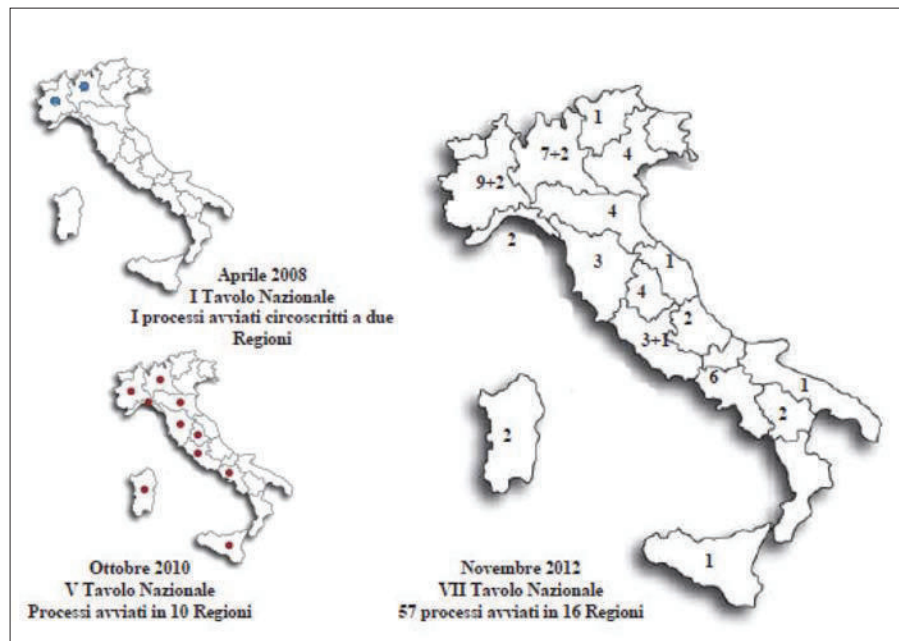 Aprile 2008
I Tavolo Nazionale
I processi avviati circoscritti a due
Regioni
Ottobre 2010
V Tavolo Nazionale
Processi avviati in 10 Regioni
1
7+2
4
9+2
4
2
3
1
4
2
3+1
6
1
2
2
1
Novembre 2012
VII Tavolo Nazionale
57 processi avviati in 16 Regioni